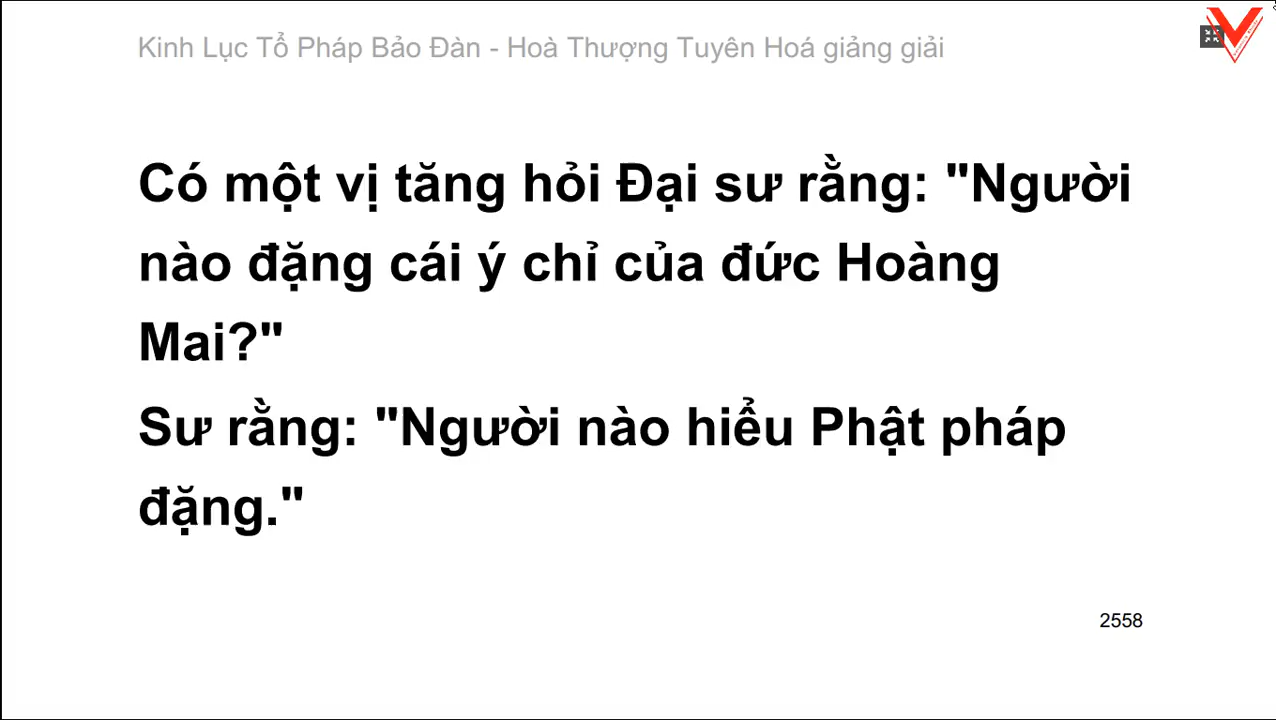 Kinh Lục Tổ Pháp Bảo Đàn - Hoà Thượng Tuyên Hoá giảng giải
Có một vị tăng hỏi Đại sư rằng: "Người
nào đặng cái ý chỉ của đức Hoàng
Mai?"
Sư rằng: "Người nào hiểu Phật pháp
đặng."
2558